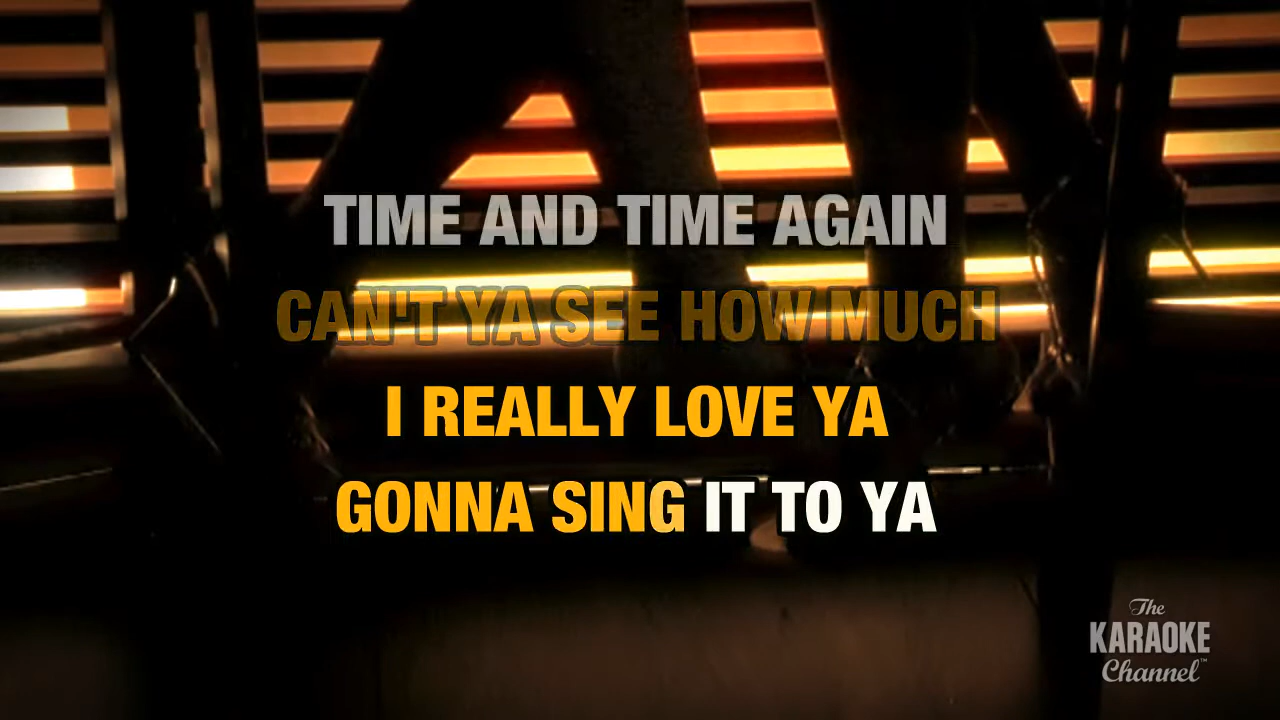 TIME AND TIME AGAIN
CAN'T YA SEE HOW MUCH
I REALLY LOVE YA
GONNA SING IT TO YA
The
KARAOKE
Channel™